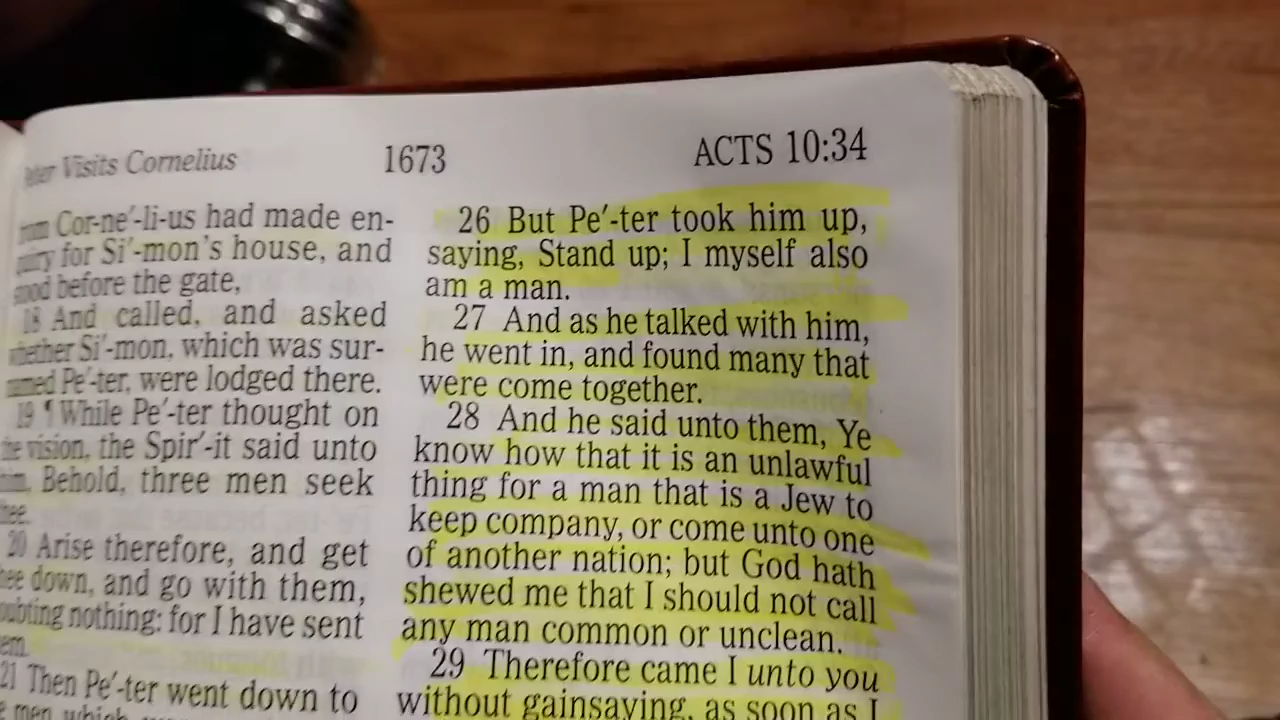 Visits Cornelius
1673
ACTS 10:34
Cor-ne′-li-us had made en-
for Si′-mon's house, and
before the gate,
18 And called, and asked
whether Si′-mon, which was sur-
named Pe′-ter, were lodged there.
19 ¶ While Pe′-ter thought on
the vision, the Spir′-it said unto
him, Behold, three men seek
thee.
20 Arise therefore, and get
thee down, and go with them,
doubting nothing: for I have sent
them.
21 Then Pe′-ter went down to
men which
26 But Pe′-ter took him up,
saying, Stand up; I myself also
am a man.
27 And as he talked with him,
he went in, and found many that
were come together.
28 And he said unto them, Ye
know how that it is an unlawful
thing for a man that is a Jew to
keep company, or come unto one
of another nation; but God hath
shewed me that I should not call
any man common or unclean.
29 Therefore came I unto you
without gainsaying, as soon as I